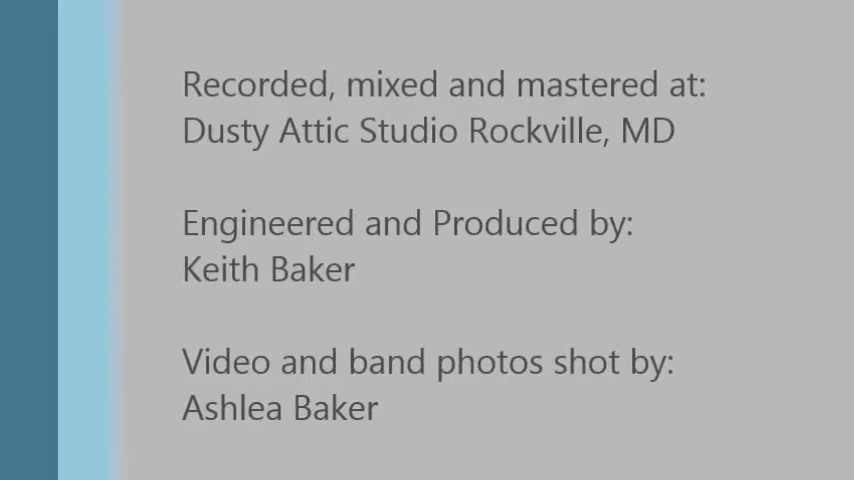 Recorded, mixed and mastered at:
Dusty Attic Studio Rockville, MD
Engineered and Produced by:
Keith Baker
Video and band photos shot by:
Ashlea Baker